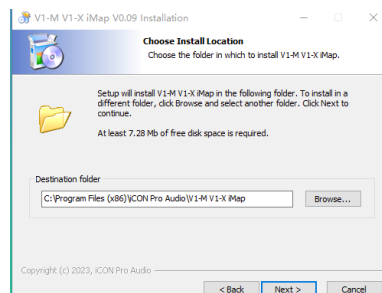 V1-M V1-X iMap V0.09 Installation
Choose Install Location
Choose the folder in which to install V1-M V1-X iMap.
Setup will install V1-M V1-X iMap in the following folder. To install in a
different folder, click Browse and select another folder. Click Next to
continue.
At least 7.28 Mb of free disk space is required.
Destination folder
C:\Program Files (x86)\iCON Pro Audio\V1-M V1-X iMap
Browse...
Copyright (c) 2023, iCON Pro Audio
< Back Next > Cancel